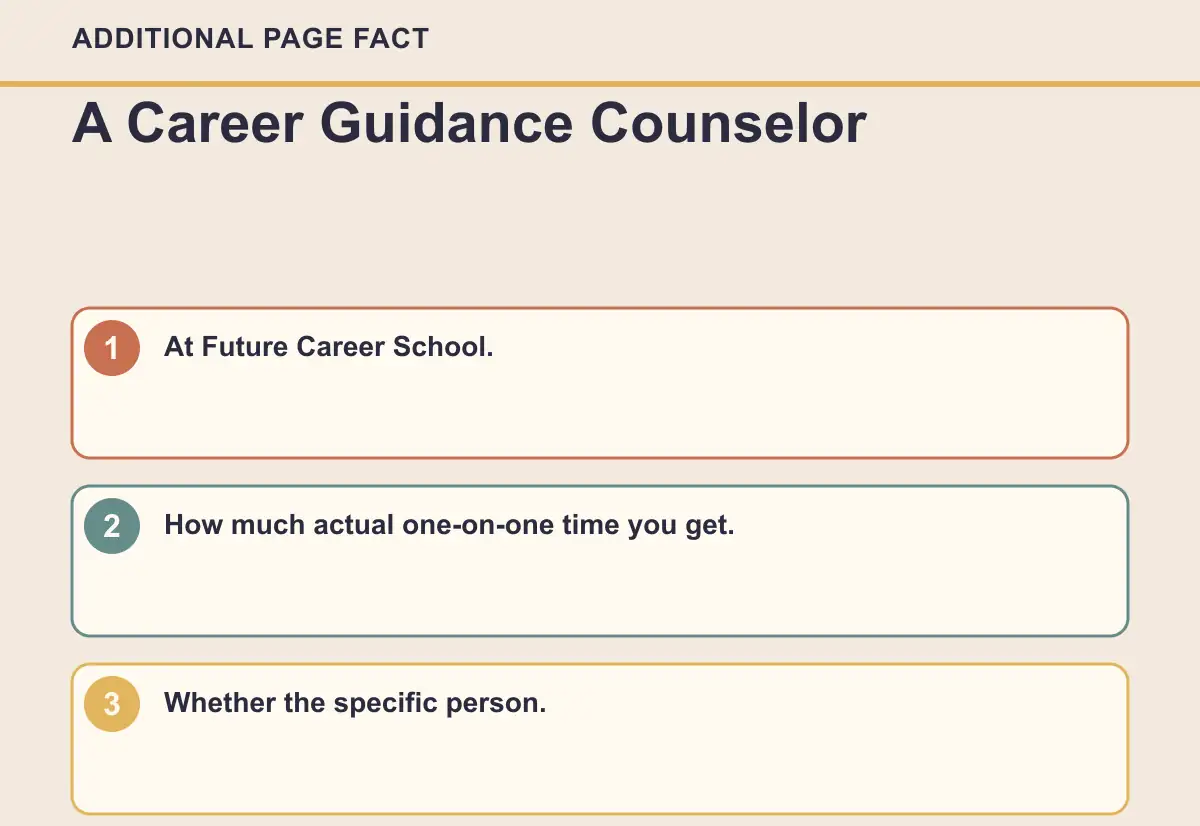 ADDITIONAL PAGE FACT
A Career Guidance Counselor
1
At Future Career School.
2
How much actual one-on-one time you get.
3
Whether the specific person.